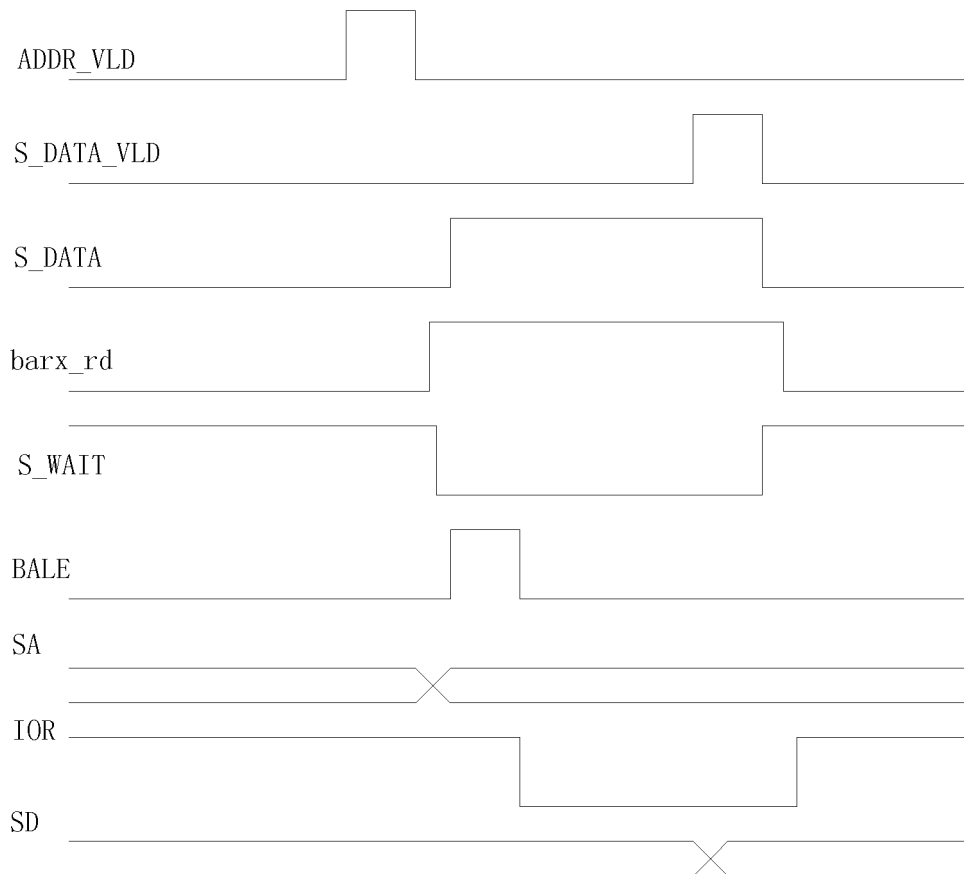 ADDR_VLD
S_DATA_VLD
S_DATA
barx_rd
S_WAIT
BALE
SA
IOR
SD